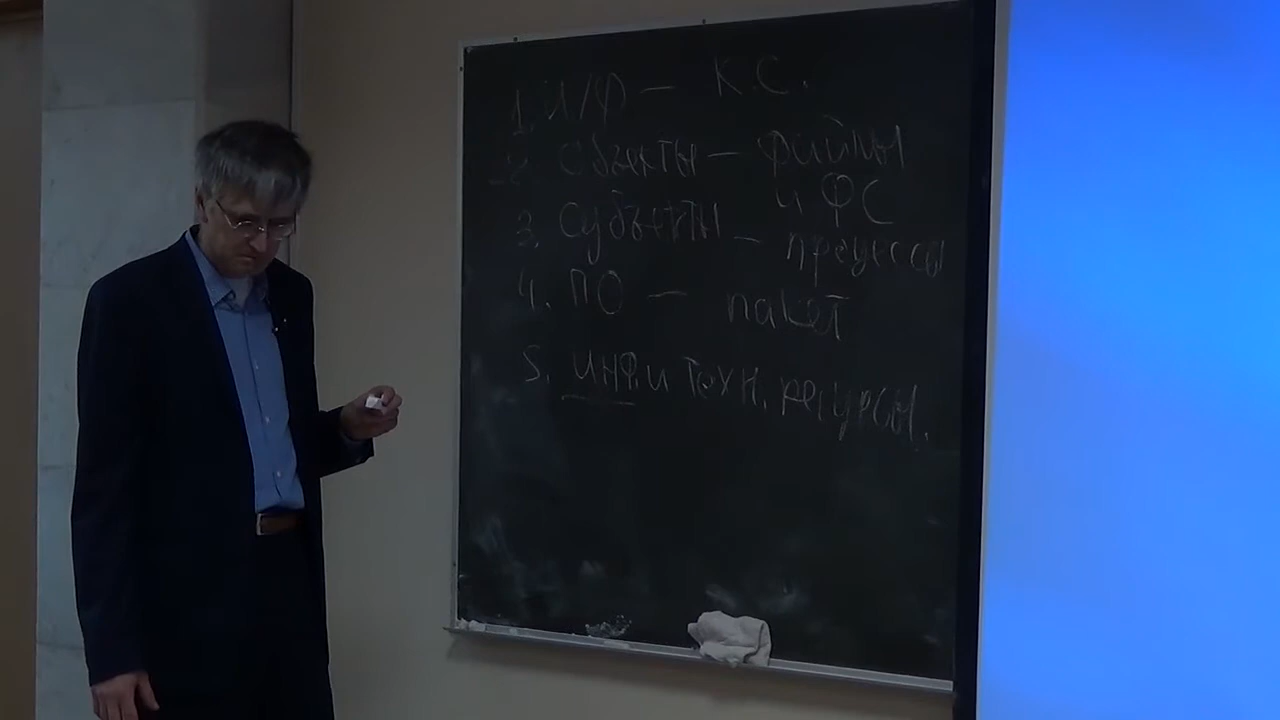 1. И/Ф — К.С.
2. Объекты — файлы
и ФС
3. Субъекты — процессы
4. ПО — пакет
5. инф. и техн. ресурсы.